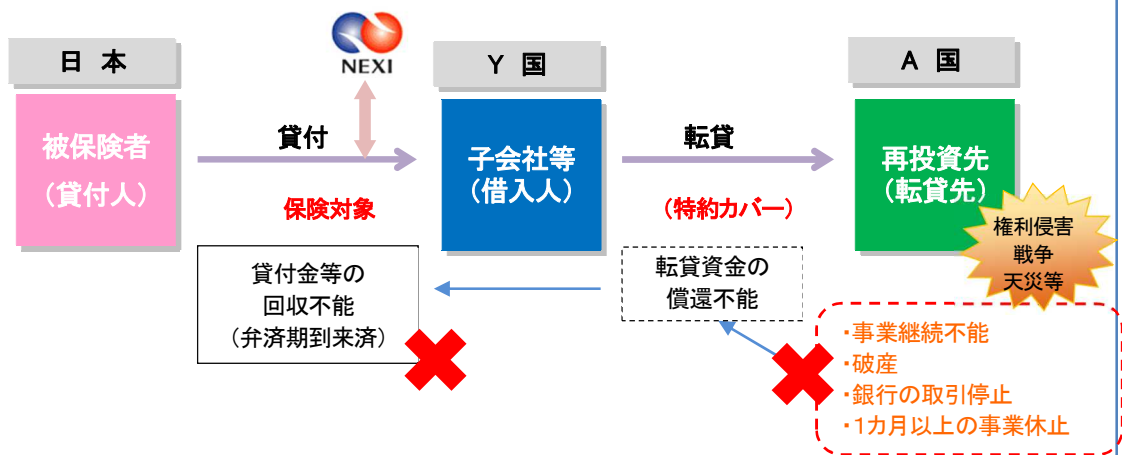 日 本
NEXI
Y 国
A 国
被保険者
（貸付人）
貸付
保険対象
子会社等
（借入人）
転貸
（特約カバー）
再投資先
（転貸先）
権利侵害
戦争
天災等
貸付金等の
回収不能
（弁済期到来済）
転貸資金の
償還不能
・事業継続不能
・破産
・銀行の取引停止
・1カ月以上の事業休止